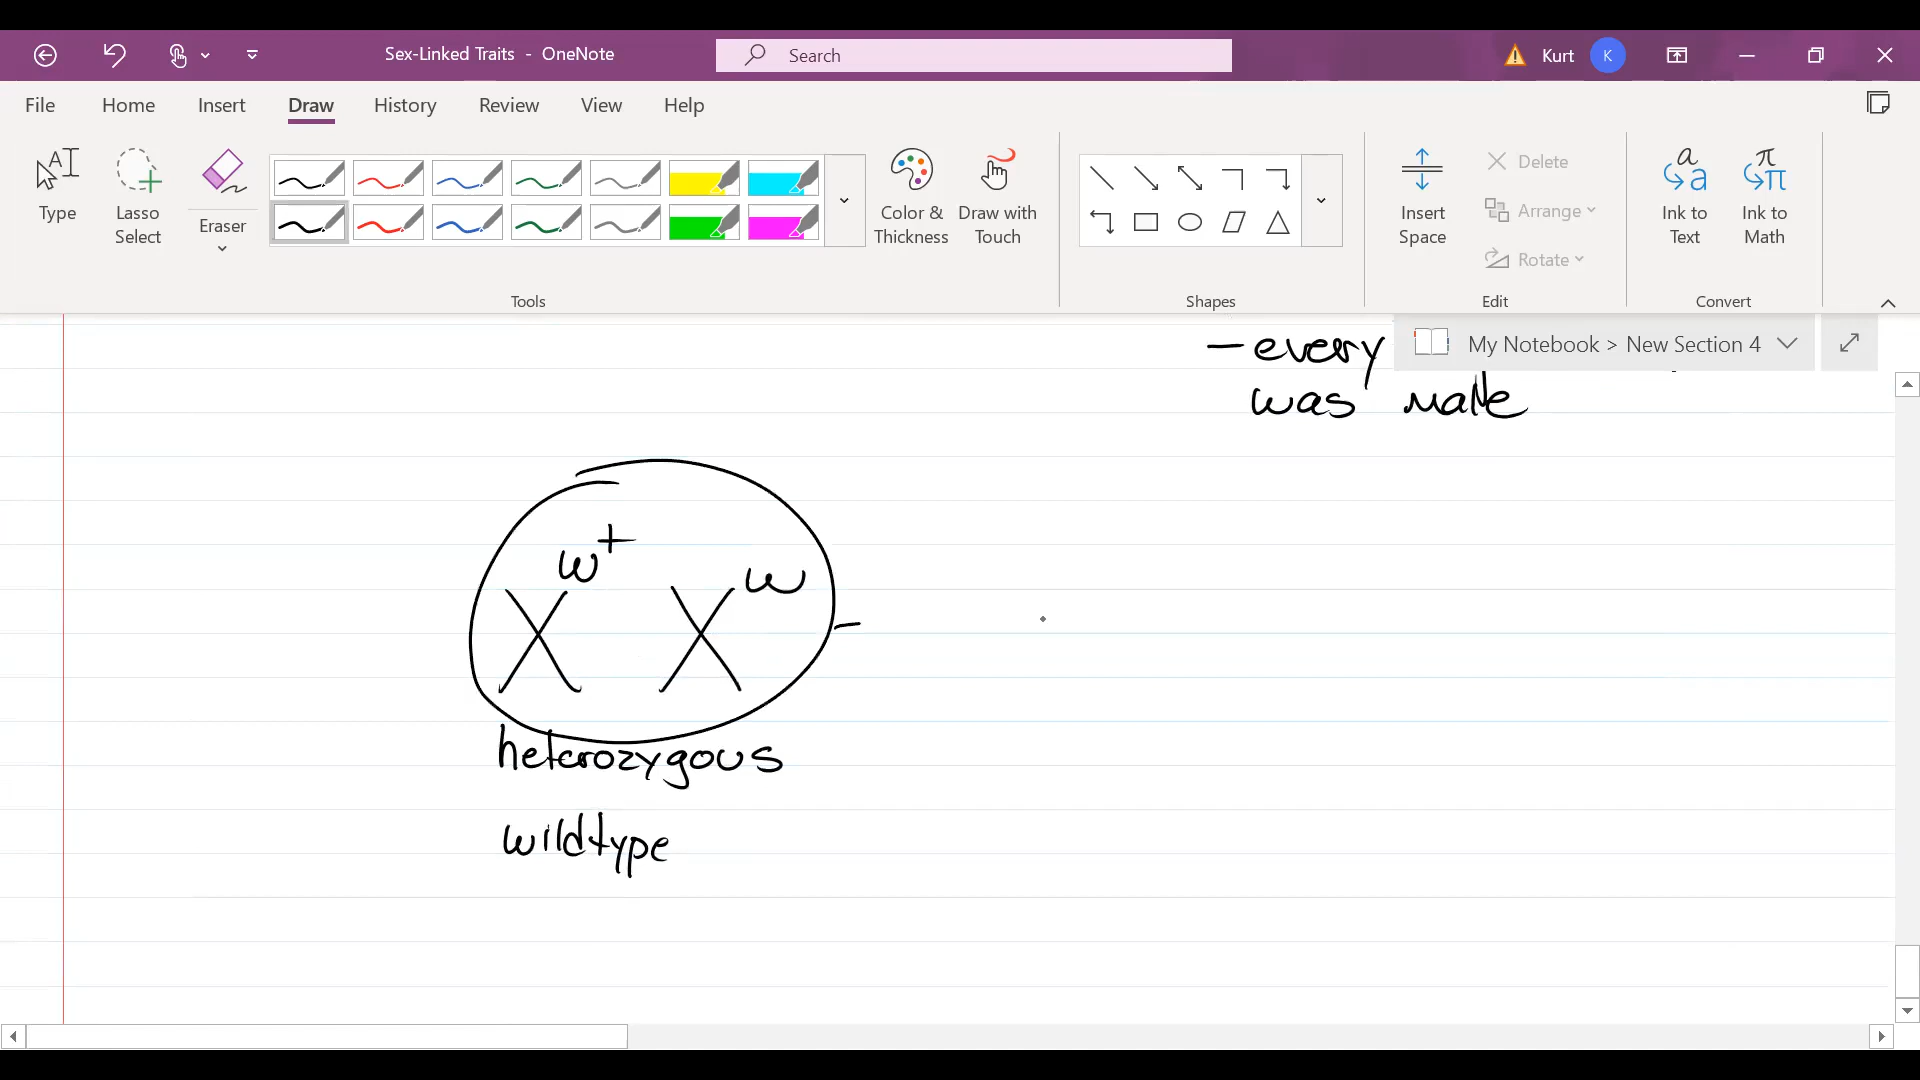 Sex-Linked Traits - OneNote
Search
Kurt
K
File Home Insert Draw History Review View Help
Type
Lasso Select
Eraser
Color & Thickness
Draw with Touch
Insert Space
Delete
Arrange
Rotate
Ink to Text
Ink to Math
Tools
Shapes
Edit
Convert
My Notebook > New Section 4
- every
was male
w+
w
X X
heterozygous
wildtype